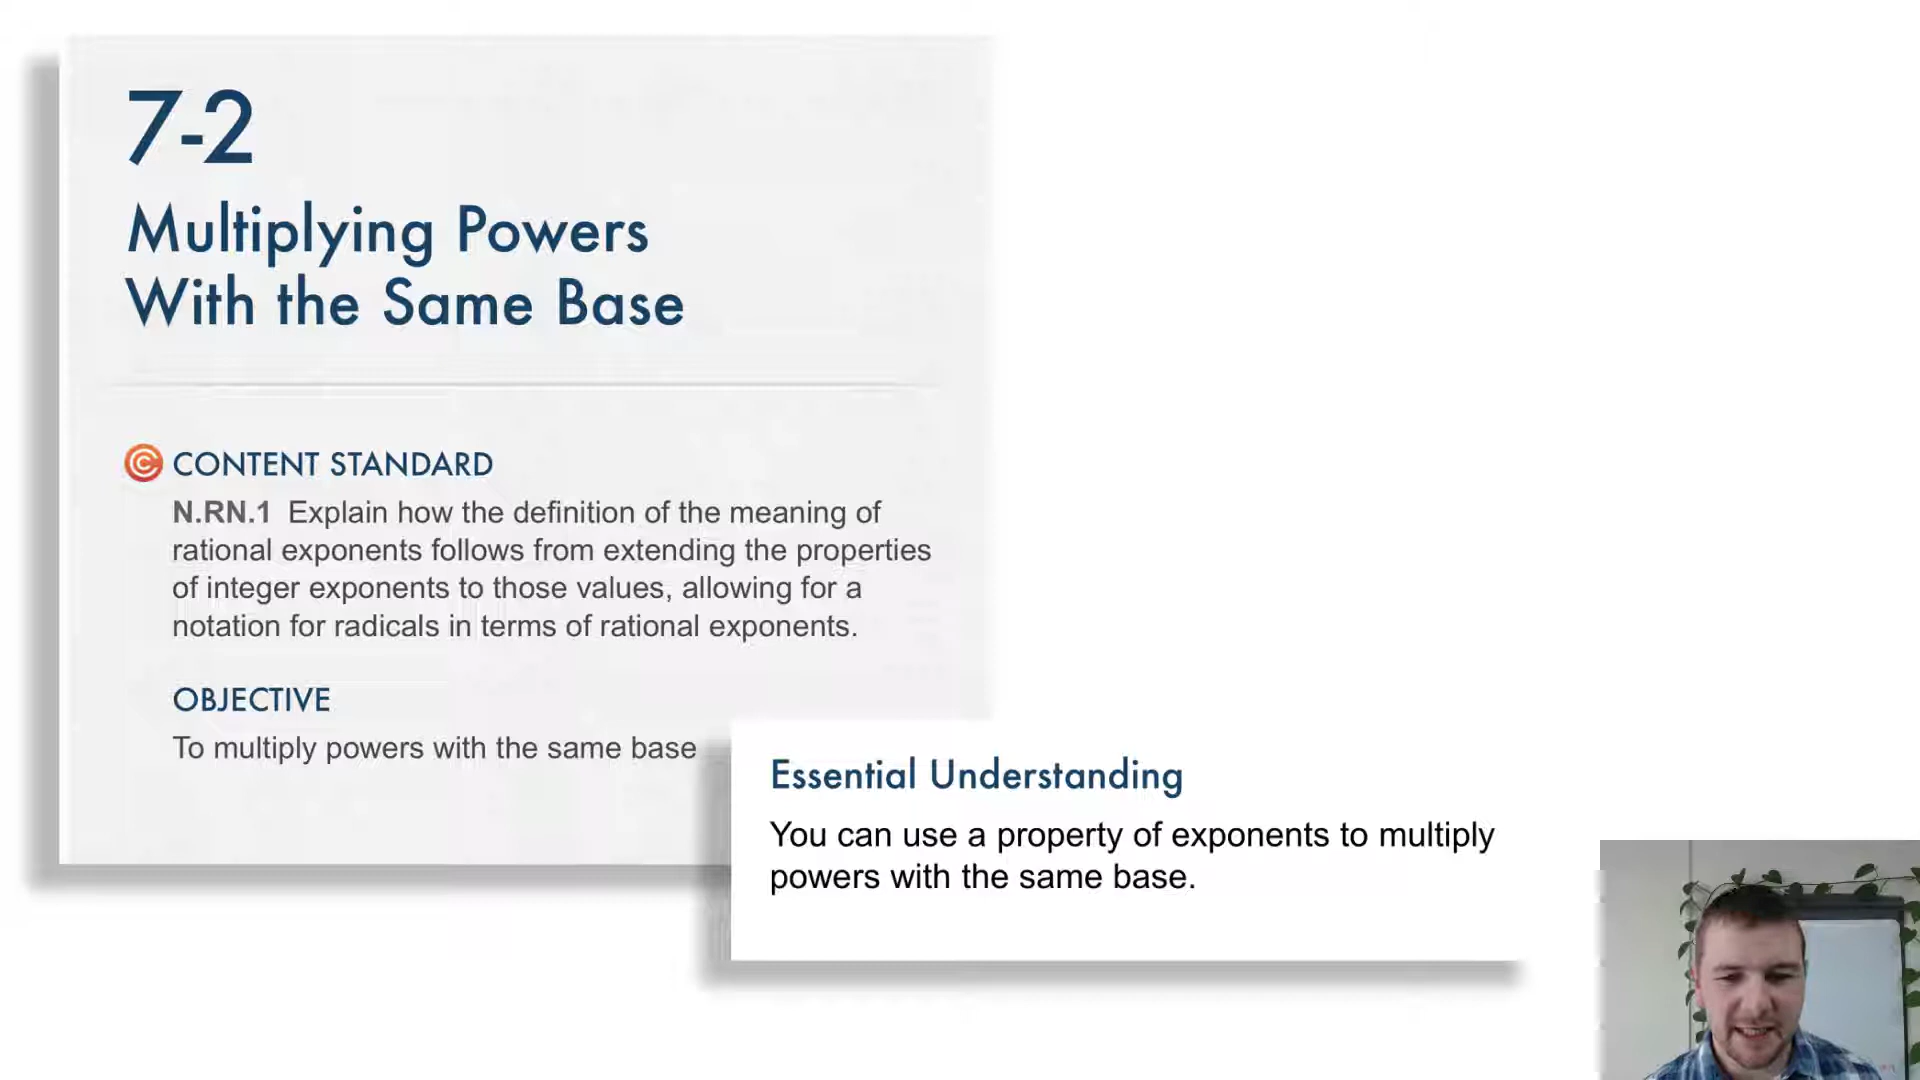 7-2
Multiplying Powers
With the Same Base
CONTENT STANDARD
N.RN.1 Explain how the definition of the meaning of
rational exponents follows from extending the properties
of integer exponents to those values, allowing for a
notation for radicals in terms of rational exponents.
OBJECTIVE
To multiply powers with the same base
Essential Understanding
You can use a property of exponents to multiply
powers with the same base.